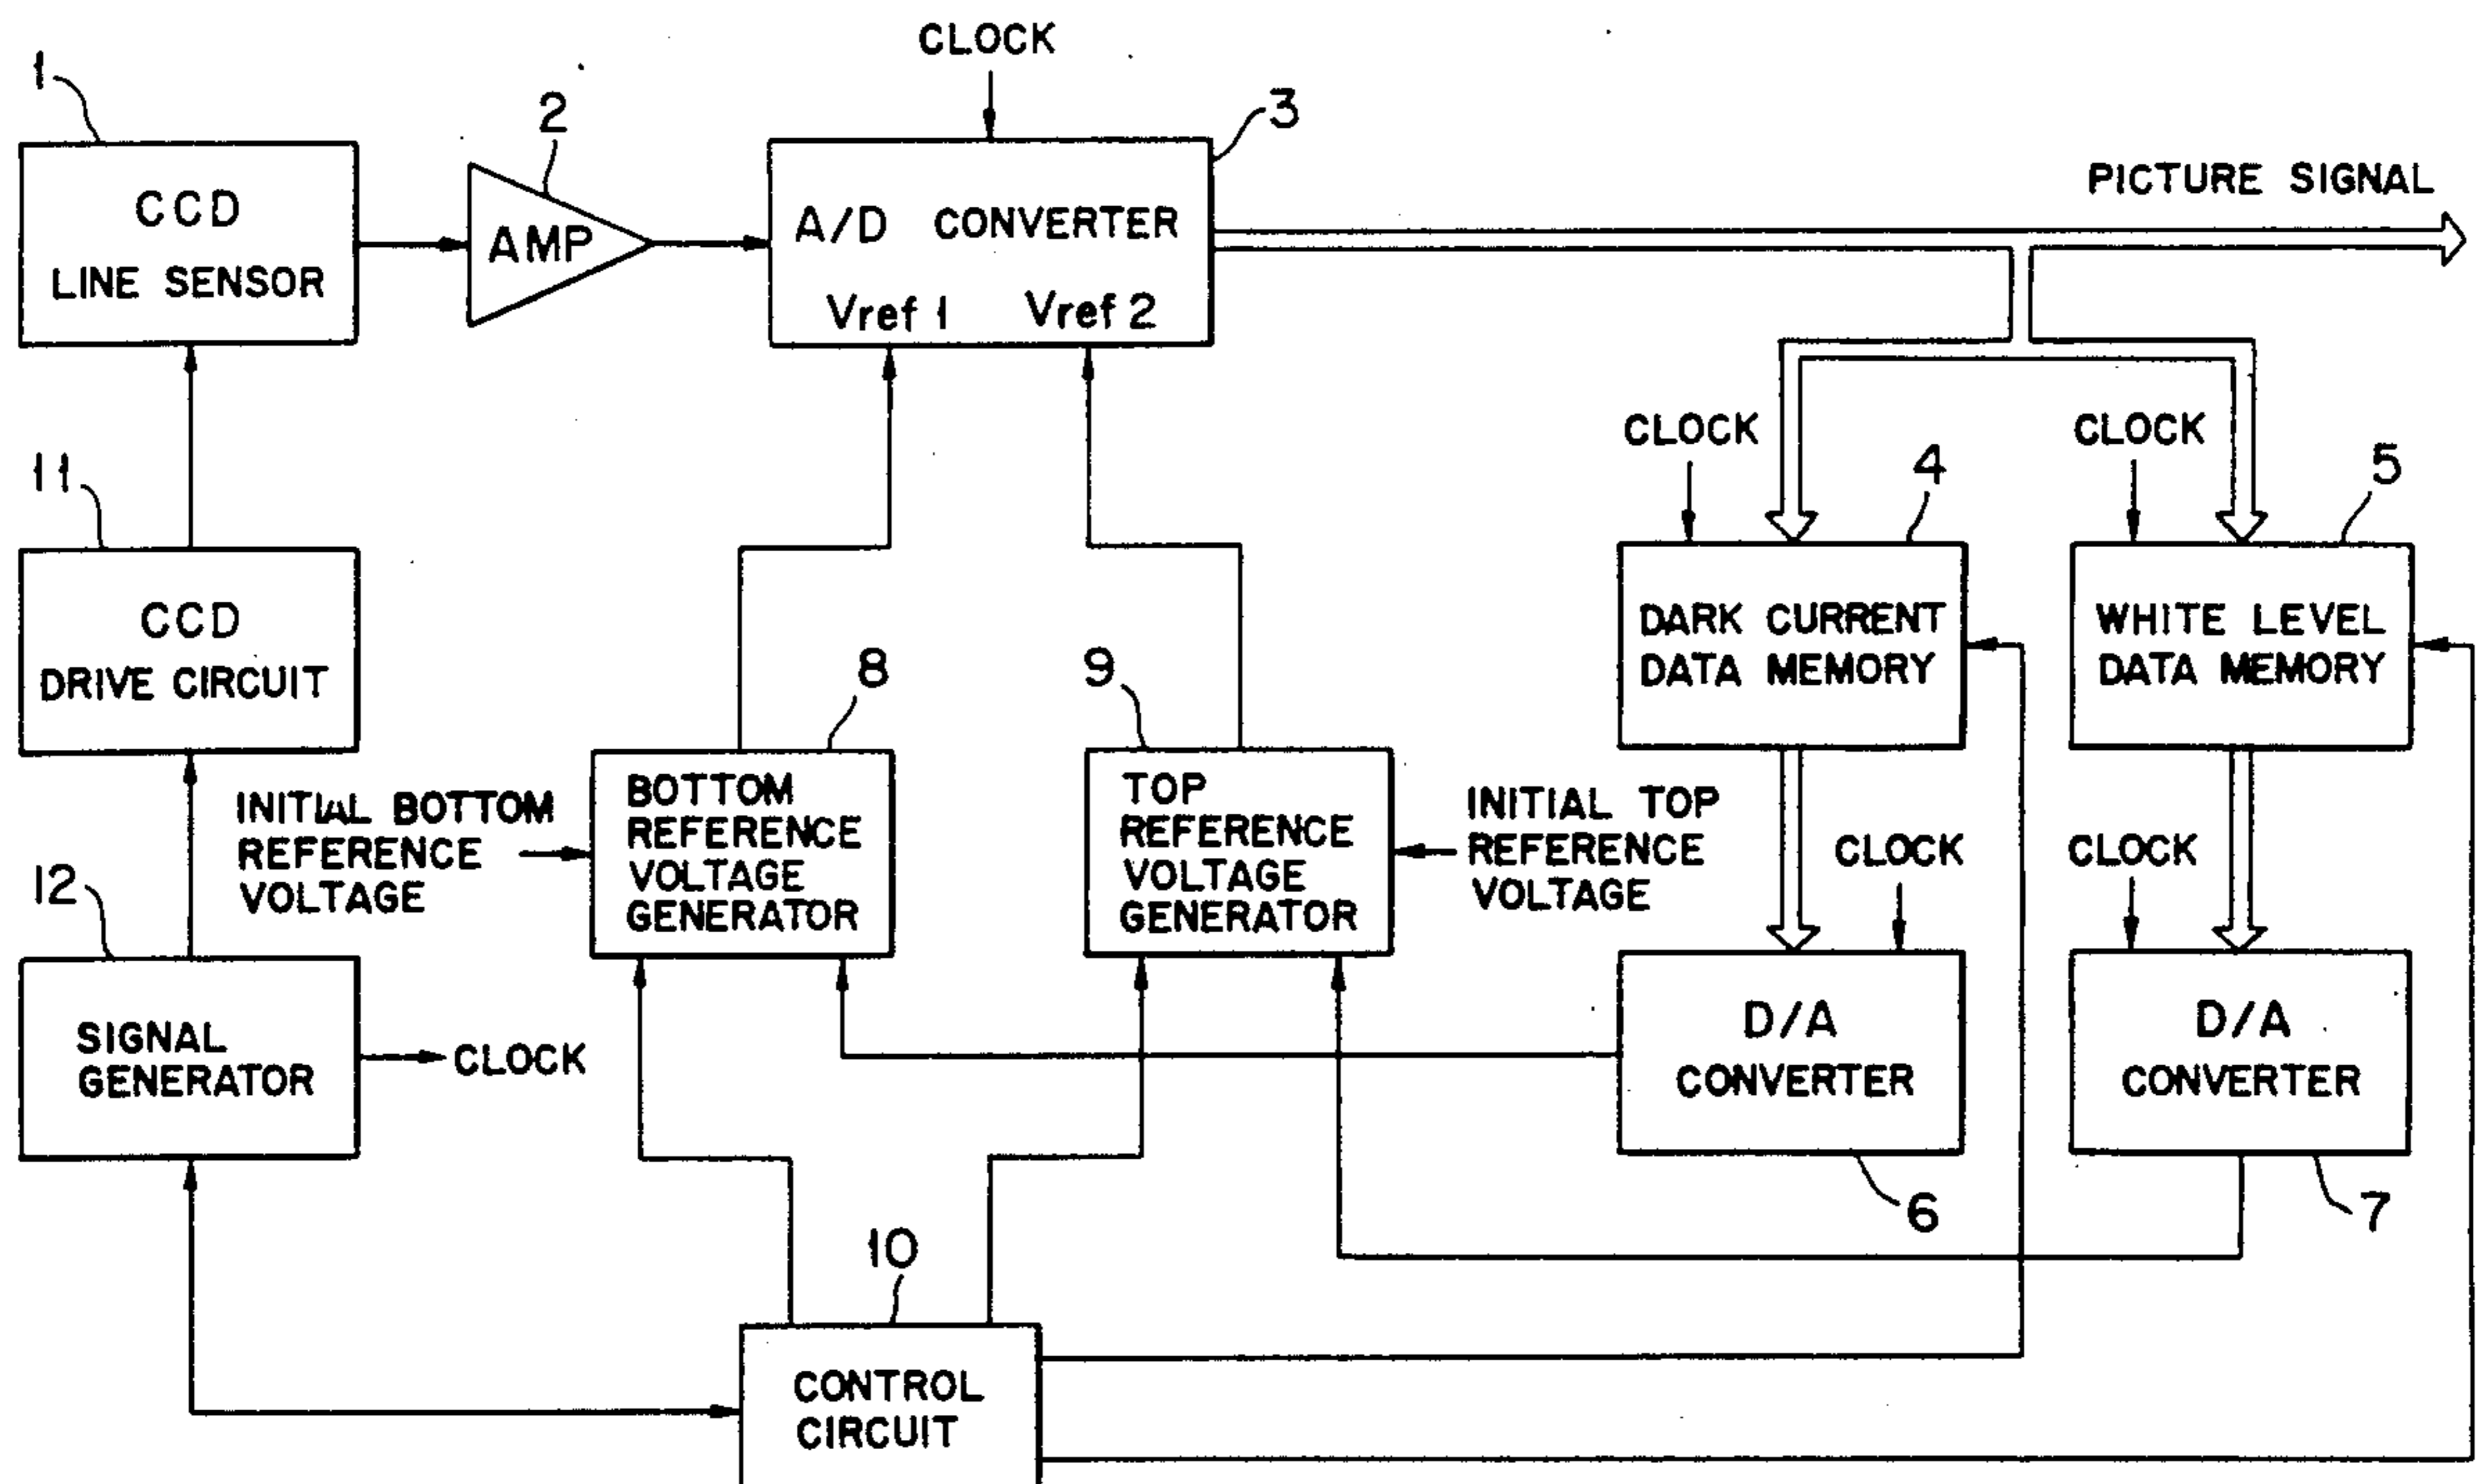 CLOCK
1
2
3
CCD
LINE SENSOR
AMP
A/D CONVERTER
Vref 1 Vref 2
PICTURE SIGNAL
CLOCK
CLOCK
11
4
5
CCD
DRIVE CIRCUIT
DARK CURRENT
DATA MEMORY
WHITE LEVEL
DATA MEMORY
8
9
INITIAL BOTTOM
REFERENCE
VOLTAGE
BOTTOM
REFERENCE
VOLTAGE
GENERATOR
TOP
REFERENCE
VOLTAGE
GENERATOR
INITIAL TOP
REFERENCE
VOLTAGE
CLOCK
CLOCK
12
SIGNAL
GENERATOR
CLOCK
D/A
CONVERTER
D/A
CONVERTER
6
7
10
CONTROL
CIRCUIT